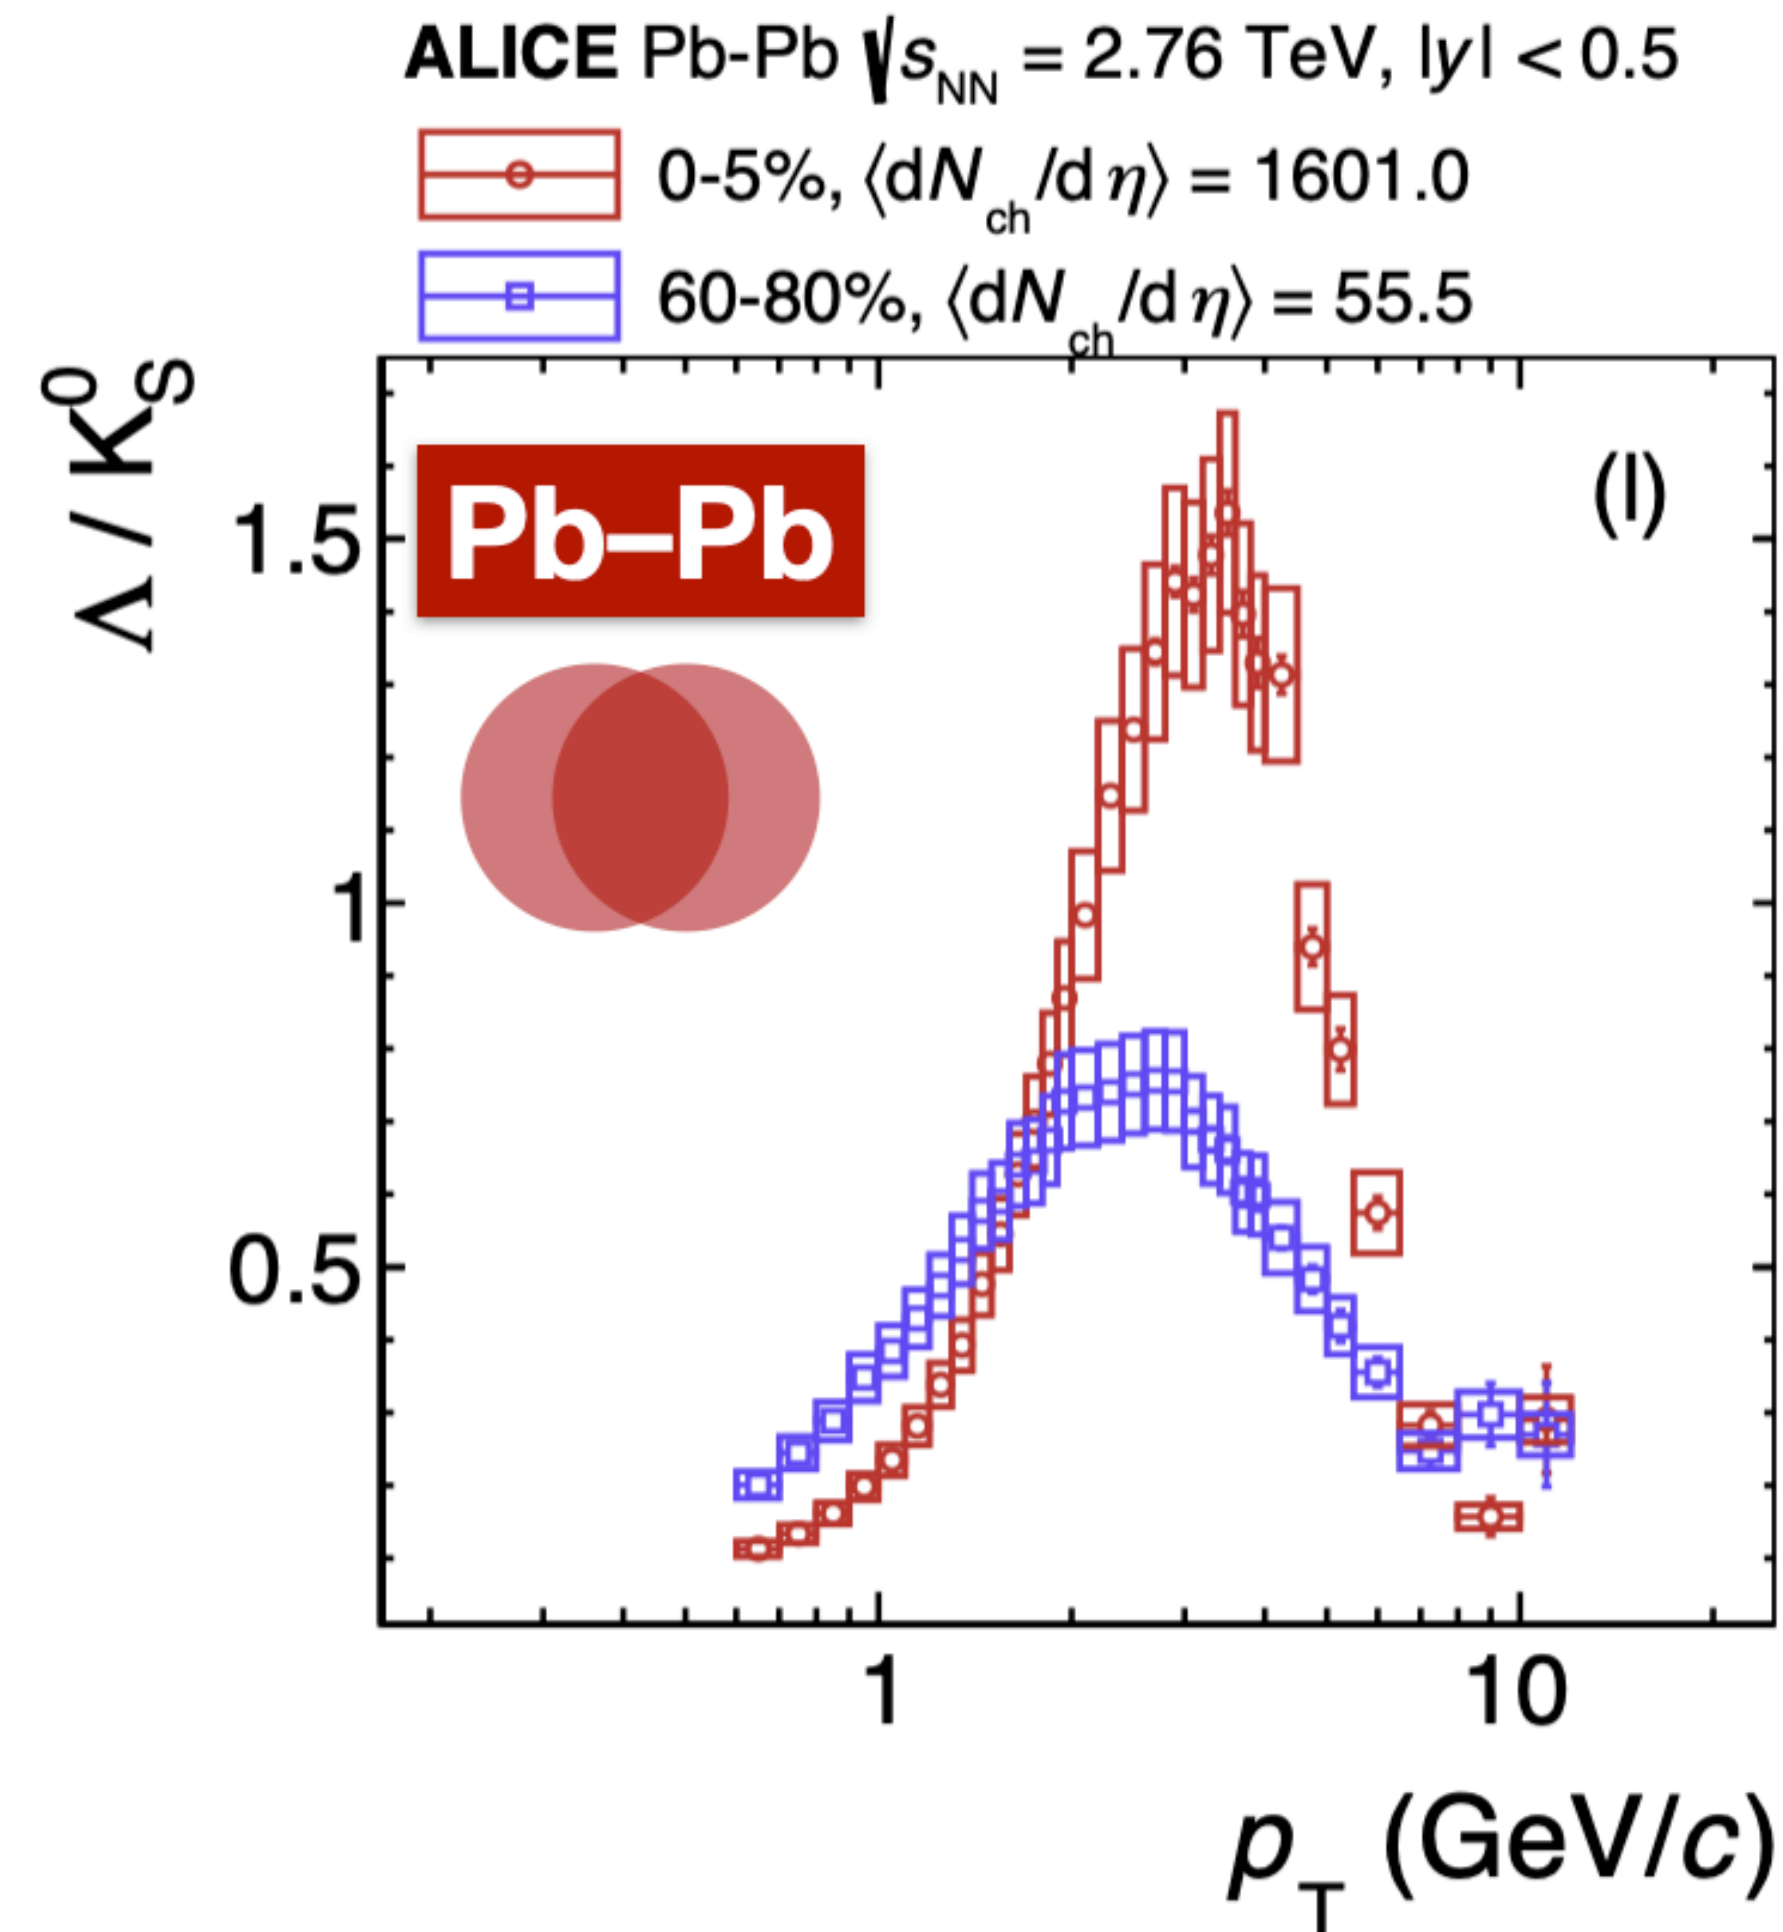 ALICE Pb-Pb √sNN = 2.76 TeV, |y| < 0.5
0-5%, ⟨dNch/dη⟩ = 1601.0
60-80%, ⟨dNch/dη⟩ = 55.5
Λ / K0S
Pb–Pb
(l)
1.5
1
0.5
1
10
pT (GeV/c)